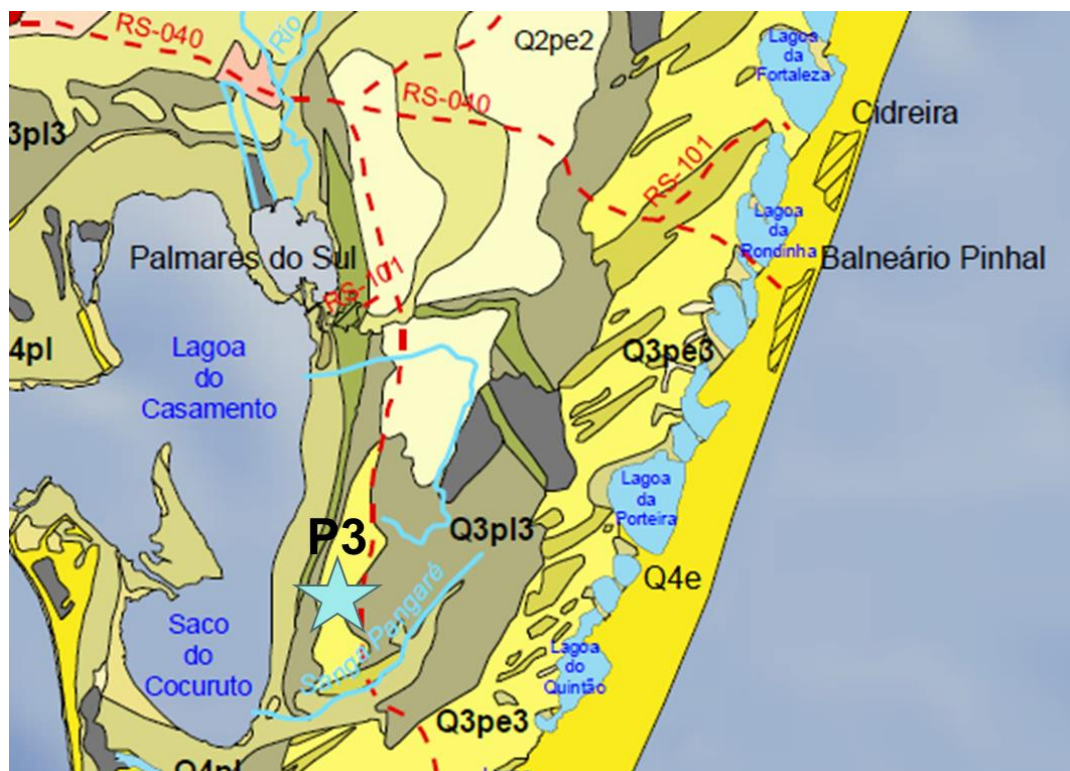 RS-040
Rio
Q2pe2
Lagoa
da
Fortaleza
RS-040
Cidreira
3pl3
RS-101
Lagoa
da
Rondinha
Palmares do Sul
RS-101
Balneário Pinhal
4pl
Lagoa
do
Casamento
Q3pe3
Lagoa
da
Porteira
P3
Q3pl3
Q4e
Sanga Pangaré
Saco
do
Cocuruto
Lagoa
do
Quintão
Q3pe3
Q4pl